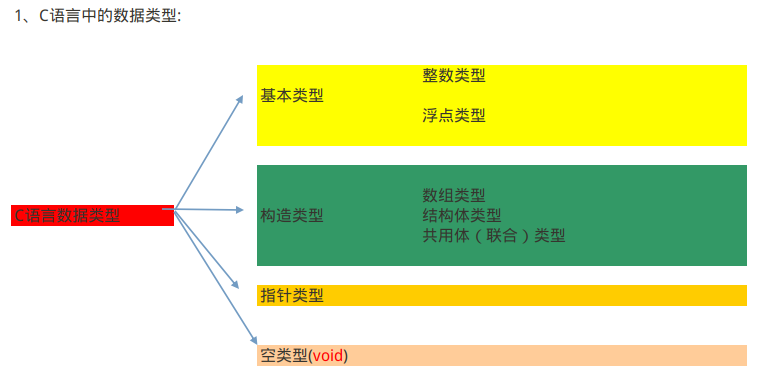 1、C语言中的数据类型:
整数类型
基本类型
浮点类型
数组类型
C语言数据类型 构造类型 结构体类型
共用体（联合）类型
指针类型
空类型(void)